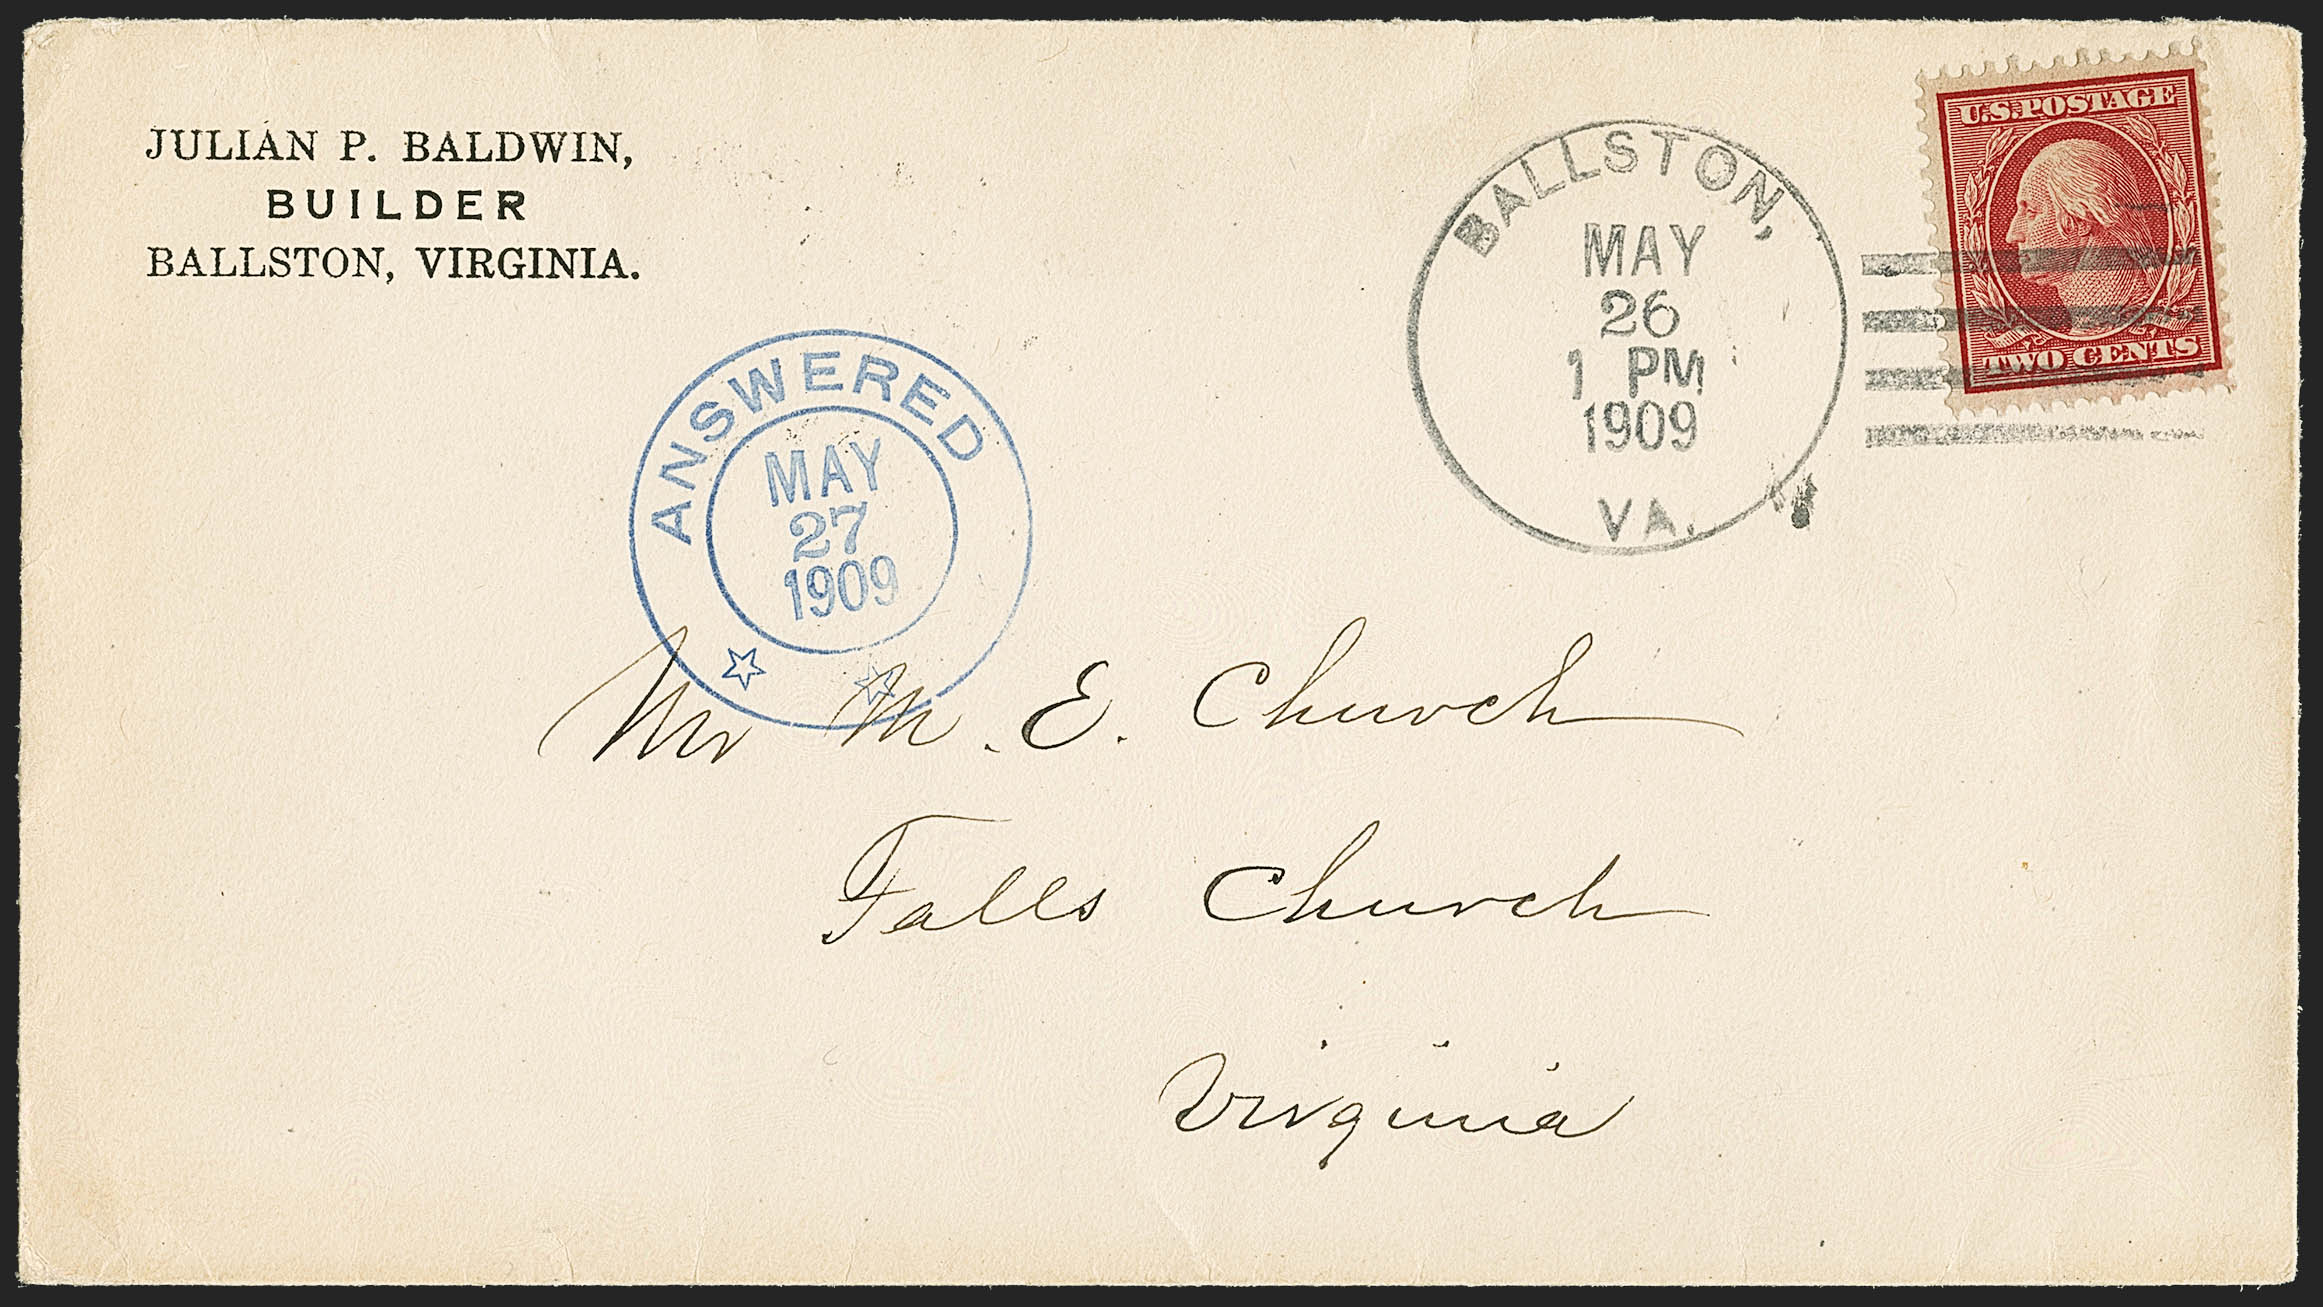 JULIAN P. BALDWIN,
BUILDER
BALLSTON, VIRGINIA.
U.S. POSTAGE
TWO CENTS
BALLSTON,
MAY
26
1 PM
1909
VA.
ANSWERED
MAY
27
1909
Mr M. E. Church
Falls Church
Virginia